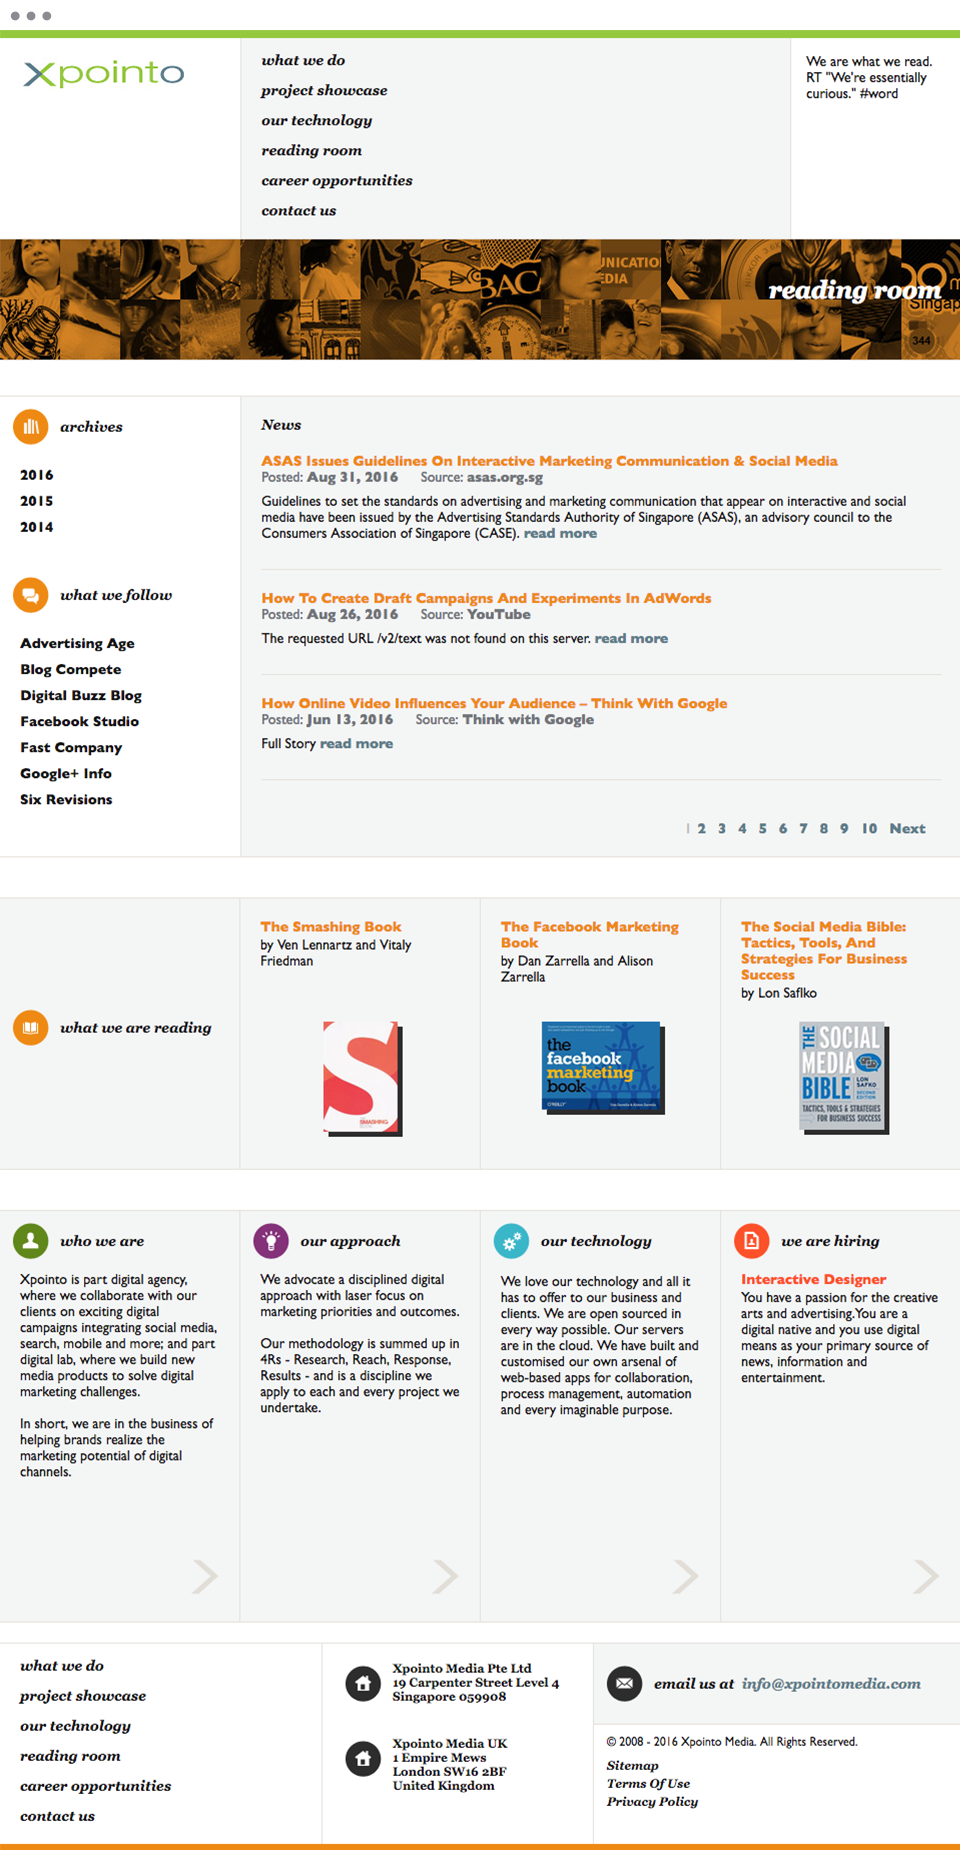 xpointo
what we do
project showcase
our technology
reading room
career opportunities
contact us
We are what we read.
RT "We're essentially
curious." #word
BAC
reading room
344
archives
2016
2015
2014
what we follow
Advertising Age
Blog Compete
Digital Buzz Blog
Facebook Studio
Fast Company
Google+ Info
Six Revisions
News
ASAS Issues Guidelines On Interactive Marketing Communication & Social Media
Posted: Aug 31, 2016 Source: asas.org.sg
Guidelines to set the standards on advertising and marketing communication that appear on interactive and social
media have been issued by the Advertising Standards Authority of Singapore (ASAS), an advisory council to the
Consumers Association of Singapore (CASE). read more
How To Create Draft Campaigns And Experiments In AdWords
Posted: Aug 26, 2016 Source: YouTube
The requested URL /v2/text was not found on this server. read more
How Online Video Influences Your Audience – Think With Google
Posted: Jun 13, 2016 Source: Think with Google
Full Story read more
1 2 3 4 5 6 7 8 9 10 Next
what we are reading
The Smashing Book
by Ven Lennartz and Vitaly
Friedman
SMASHING
The Facebook Marketing
Book
by Dan Zarrella and Alison
Zarrella
the
facebook
marketing
book
O'REILLY
The Social Media Bible:
Tactics, Tools, And
Strategies For Business
Success
by Lon Saflko
THE SOCIAL
MEDIA
BIBLE
LON
SAFKO
SECOND
EDITION
TACTICS, TOOLS & STRATEGIES
FOR BUSINESS SUCCESS
who we are
Xpointo is part digital agency,
where we collaborate with our
clients on exciting digital
campaigns integrating social media,
search, mobile and more; and part
digital lab, where we build new
media products to solve digital
marketing challenges.
In short, we are in the business of
helping brands realize the
marketing potential of digital
channels.
our approach
We advocate a disciplined digital
approach with laser focus on
marketing priorities and outcomes.
Our methodology is summed up in
4Rs - Research, Reach, Response,
Results - and is a discipline we
apply to each and every project we
undertake.
our technology
We love our technology and all it
has to offer to our business and
clients. We are open sourced in
every way possible. Our servers
are in the cloud. We have built and
customised our own arsenal of
web-based apps for collaboration,
process management, automation
and every imaginable purpose.
we are hiring
Interactive Designer
You have a passion for the creative
arts and advertising.You are a
digital native and you use digital
means as your primary source of
news, information and
entertainment.
what we do
project showcase
our technology
reading room
career opportunities
contact us
Xpointo Media Pte Ltd
19 Carpenter Street Level 4
Singapore 059908
Xpointo Media UK
1 Empire Mews
London SW16 2BF
United Kingdom
email us at info@xpointomedia.com
© 2008 - 2016 Xpointo Media. All Rights Reserved.
Sitemap
Terms Of Use
Privacy Policy